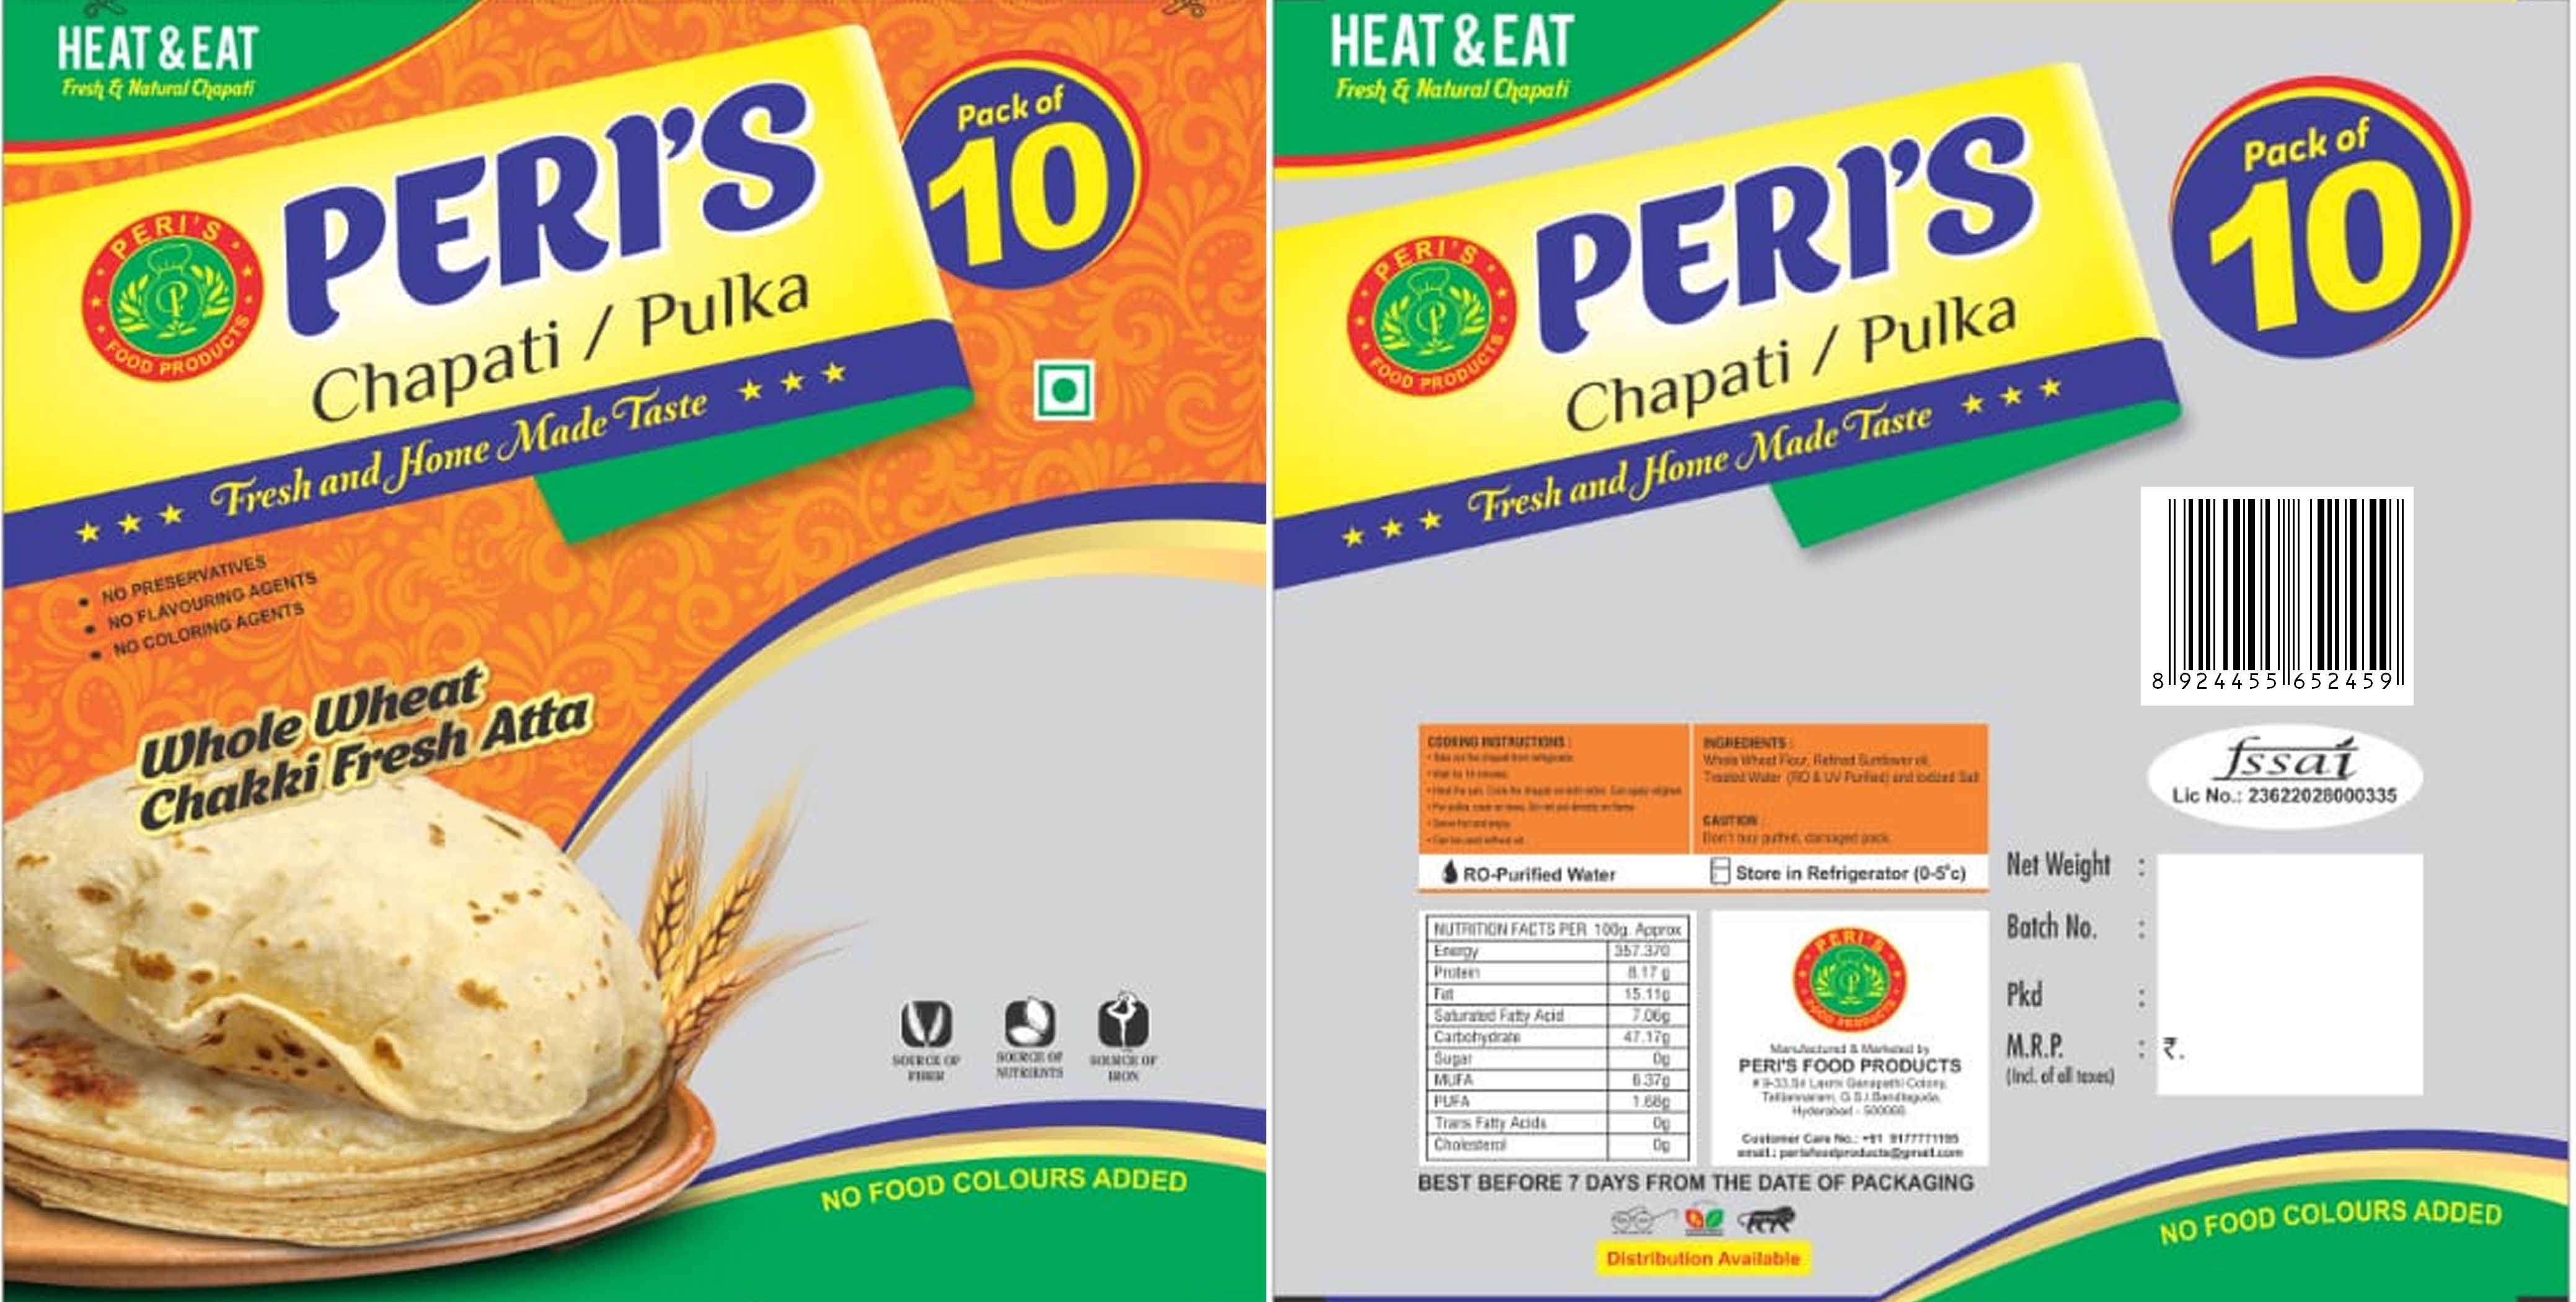 HEAT & EAT
Fresh & Natural Chapati
PERI'S
FOOD PRODUCTS
PERI'S
Chapati / Pulka
Fresh and Home Made Taste
Pack of
10
• NO PRESERVATIVES
• NO FLAVOURING AGENTS
• NO COLORING AGENTS
Whole Wheat
Chakki Fresh Atta
SOURCE OF
FIBER
SOURCE OF
NUTRIENTS
SOURCE OF
IRON
NO FOOD COLOURS ADDED
HEAT & EAT
Fresh & Natural Chapati
PERI'S
FOOD PRODUCTS
PERI'S
Chapati / Pulka
Fresh and Home Made Taste
Pack of
10
8 924455 652459
fssai
Lic No.: 23622028000335
COOKING INSTRUCTIONS :
INGREDIENTS :
Whole Wheat Flour, Refined Sunflower oil,
Treated Water (RO & UV Purified) and Iodized Salt
CAUTION :
Don't buy puffed, damaged pack.
RO-Purified Water
Store in Refrigerator (0-5°c)
NUTRITION FACTS PER 100g. Approx
Energy 357.370
Protein 8.17 g
Fat 15.11g
Saturated Fatty Acid 7.06g
Carbohydrate 47.17g
Sugar 0g
MUFA 6.37g
PUFA 1.68g
Trans Fatty Acids 0g
Cholesterol 0g
PERI'S
FOOD PRODUCTS
Manufactured & Marketed by
PERI'S FOOD PRODUCTS
Hyderabad -
Customer Care No.: +91 9177771195
email.: perisfoodproducts@gmail.com
Net Weight :
Batch No. :
Pkd :
M.R.P. : ₹.
(Incl. of all taxes)
BEST BEFORE 7 DAYS FROM THE DATE OF PACKAGING
Distribution Available
NO FOOD COLOURS ADDED